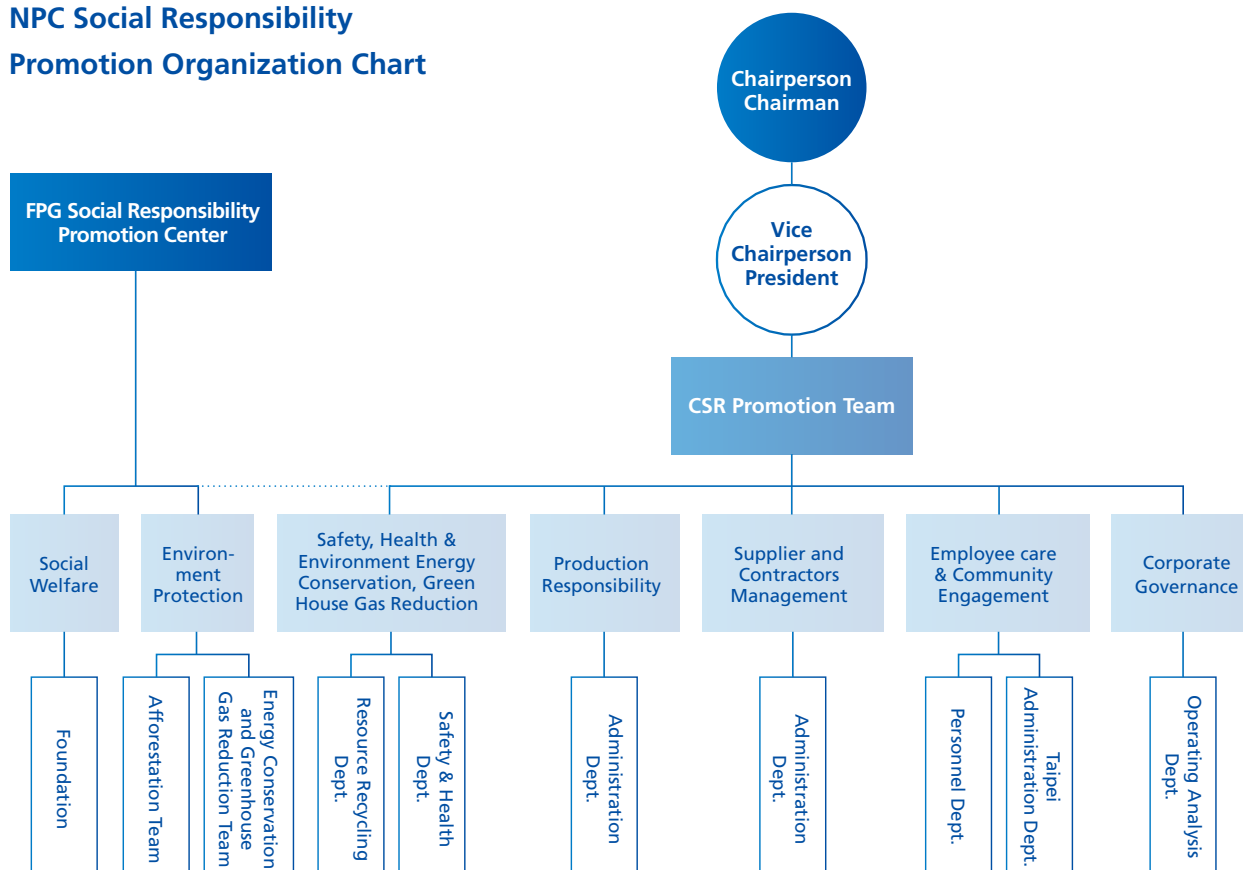 NPC Social Responsibility
Promotion Organization Chart
Chairperson
Chairman
FPG Social Responsibility
Promotion Center
Vice
Chairperson
President
CSR Promotion Team
Social
Welfare
Environ-
ment
Protection
Safety, Health &
Environment Energy
Conservation, Green
House Gas Reduction
Production
Responsibility
Supplier and
Contractors
Management
Employee care
& Community
Engagement
Corporate
Governance
Foundation
Afforestation Team
Energy Conservation
and Greenhouse
Gas Reduction Team
Resource Recycling
Dept.
Safety & Health
Dept.
Administration
Dept.
Administration
Dept.
Personnel Dept.
Taipei
Administration Dept.
Operating Analysis
Dept.